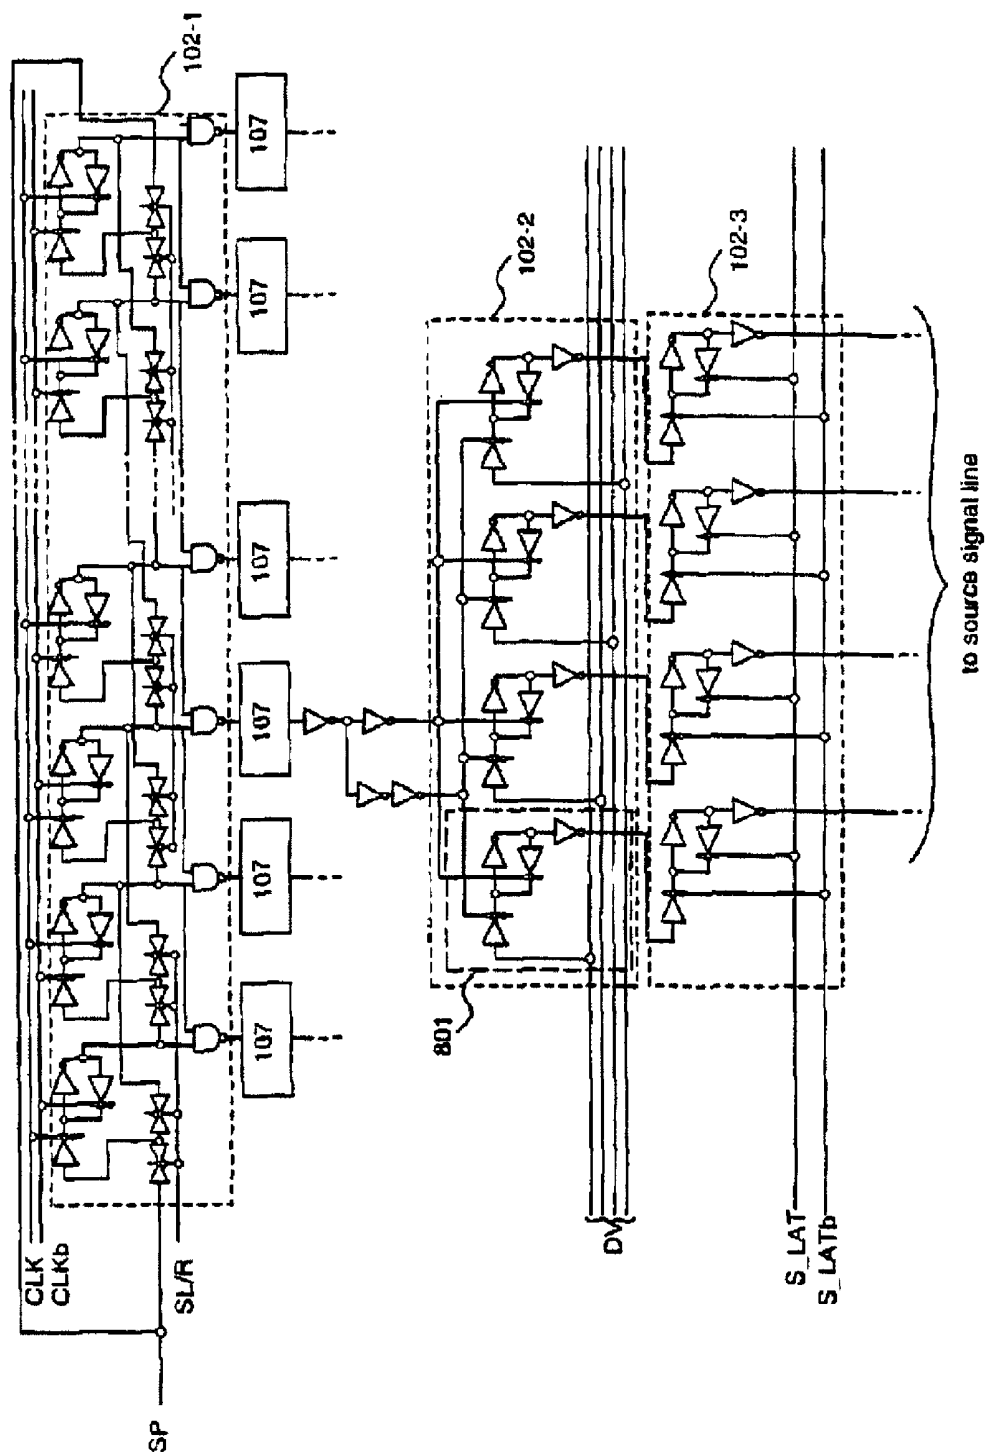 SP
CLK
CLKb
SL/R
102-1
107
107
107
107
107
107
801
102-2
DV
102-3
S_LAT
S_LATb
to source signal line